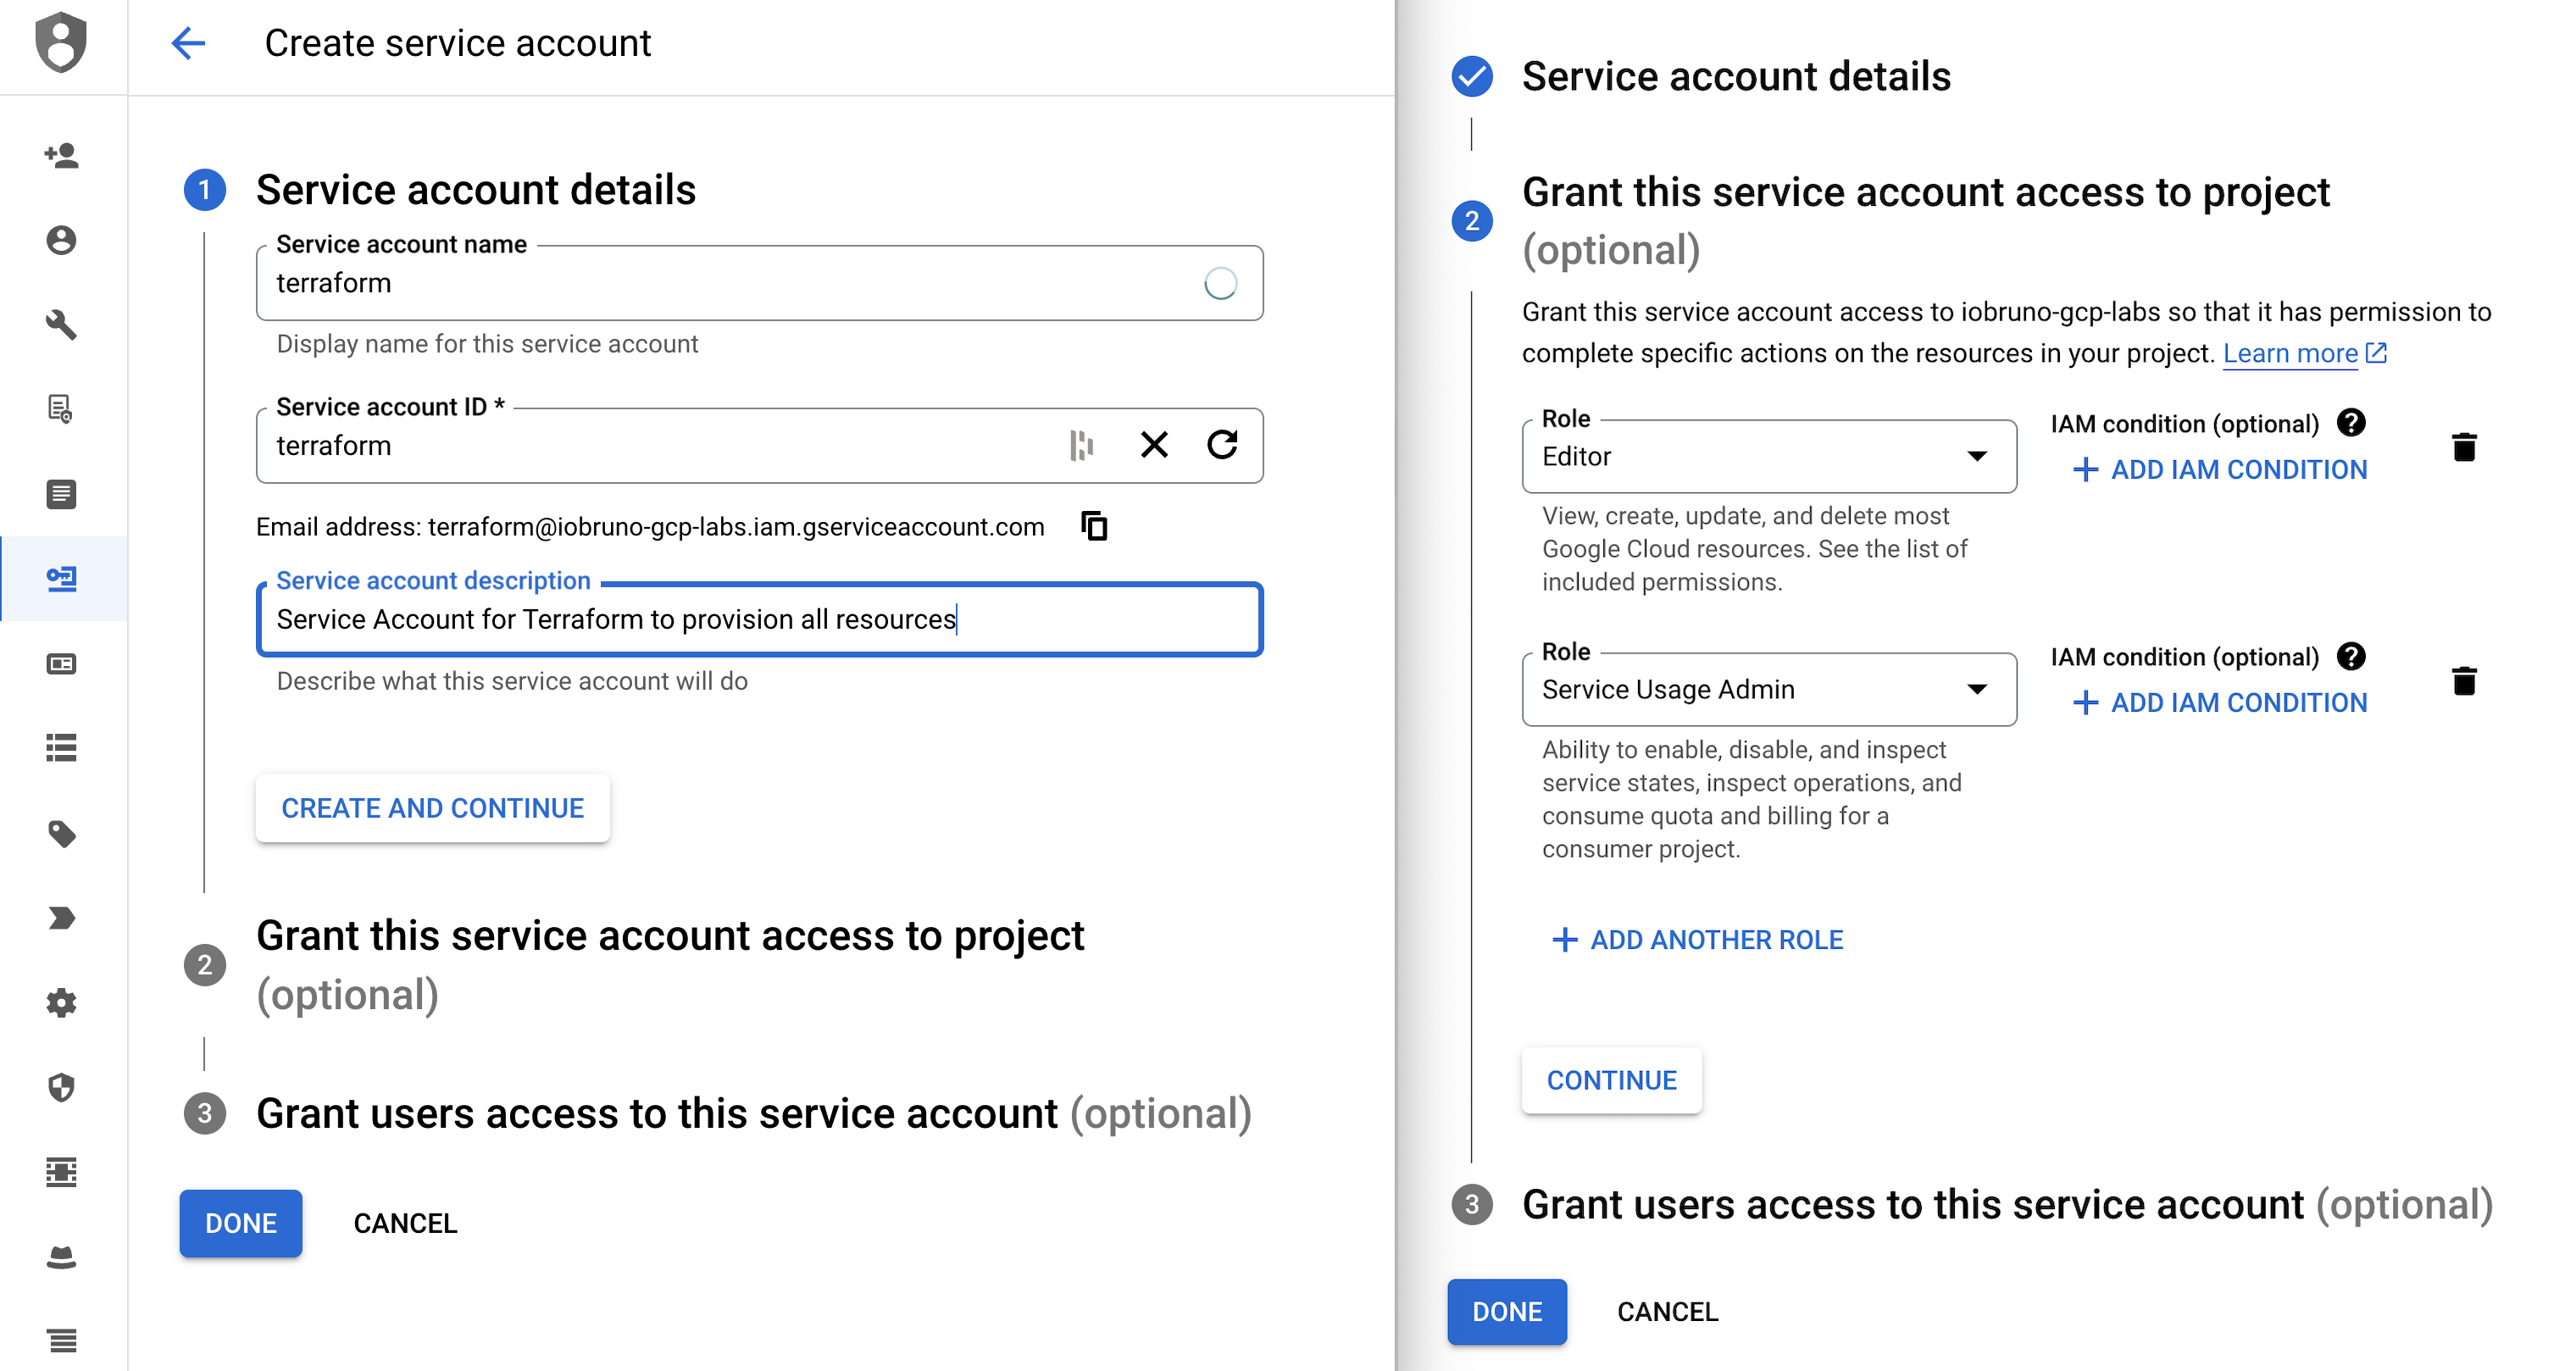 Create service account
1
Service account details
Service account name
terraform
Display name for this service account
Service account ID *
terraform
Email address: terraform@iobruno-gcp-labs.iam.gserviceaccount.com
Service account description
Service Account for Terraform to provision all resources
Describe what this service account will do
CREATE AND CONTINUE
2
Grant this service account access to project
(optional)
3
Grant users access to this service account (optional)
DONE
CANCEL
Service account details
2
Grant this service account access to project
(optional)
Grant this service account access to iobruno-gcp-labs so that it has permission to
complete specific actions on the resources in your project. Learn more
Role
Editor
IAM condition (optional) ?
+ ADD IAM CONDITION
View, create, update, and delete most
Google Cloud resources. See the list of
included permissions.
Role
Service Usage Admin
IAM condition (optional) ?
+ ADD IAM CONDITION
Ability to enable, disable, and inspect
service states, inspect operations, and
consume quota and billing for a
consumer project.
+ ADD ANOTHER ROLE
CONTINUE
3
Grant users access to this service account (optional)
DONE
CANCEL